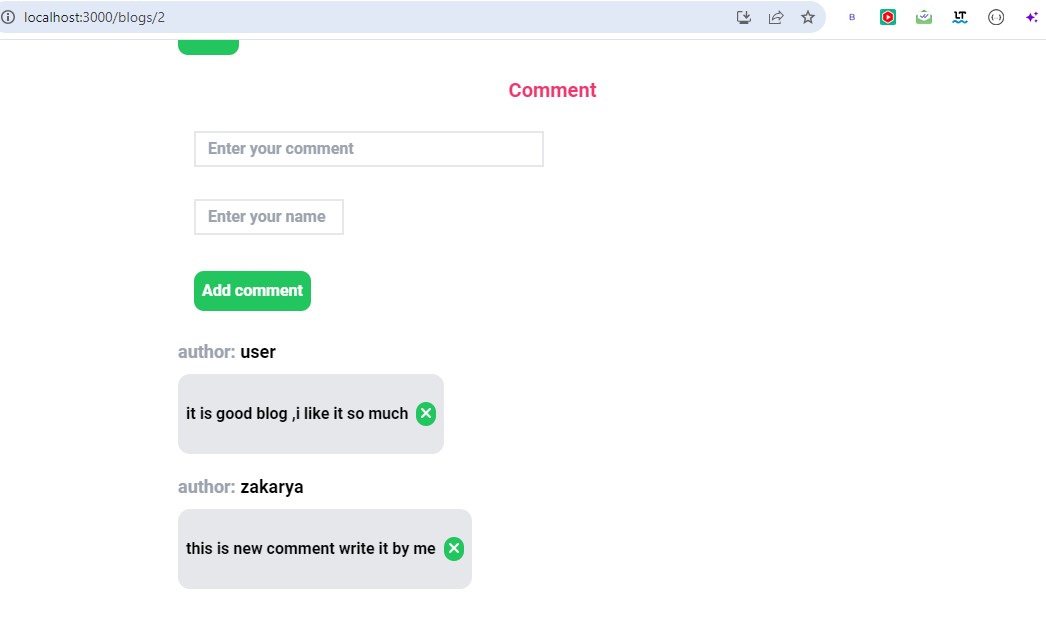 localhost:3000/blogs/2
B
LT
Comment
Enter your comment
Enter your name
Add comment
author: user
it is good blog ,i like it so much
author: zakarya
this is new comment write it by me